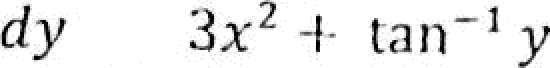 dy 3x² + tan⁻¹ y